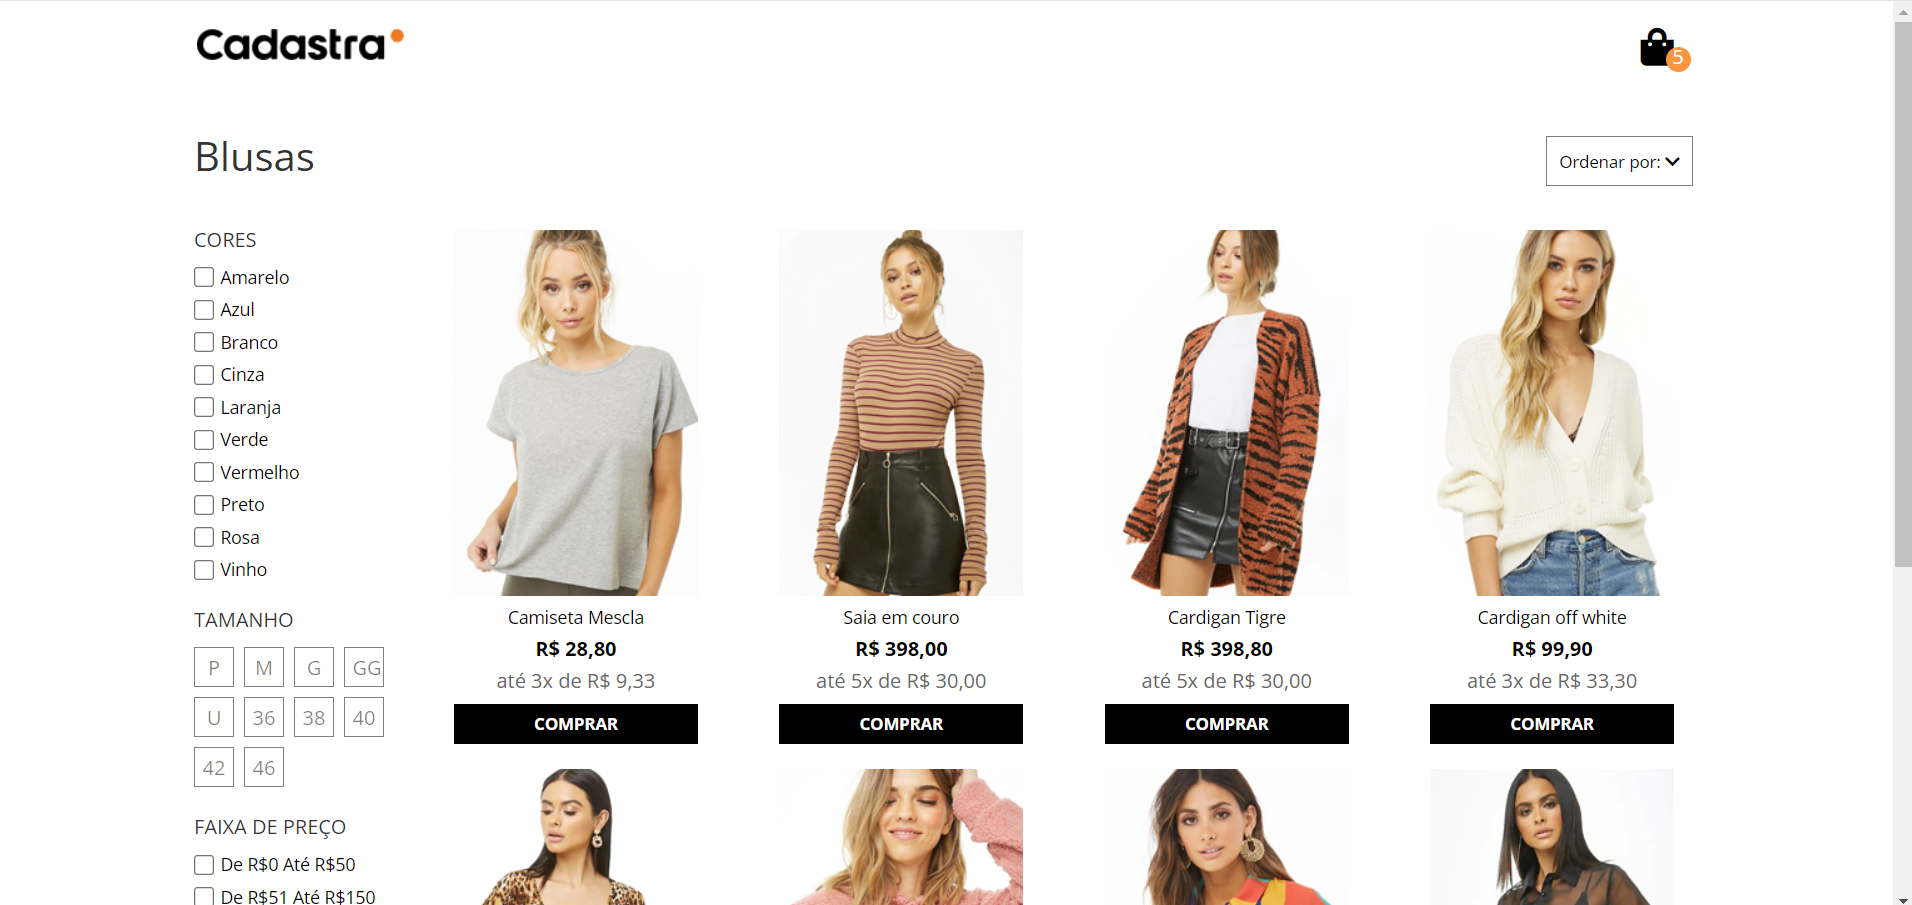 Cadastra
5
Blusas
Ordenar por:
CORES
Amarelo
Azul
Branco
Cinza
Laranja
Verde
Vermelho
Preto
Rosa
Vinho
TAMANHO
P M G GG
U 36 38 40
42 46
FAIXA DE PREÇO
De R$0 Até R$50
De R$51 Até R$150
Camiseta Mescla
R$ 28,80
até 3x de R$ 9,33
COMPRAR
Saia em couro
R$ 398,00
até 5x de R$ 30,00
COMPRAR
Cardigan Tigre
R$ 398,80
até 5x de R$ 30,00
COMPRAR
Cardigan off white
R$ 99,90
até 3x de R$ 33,30
COMPRAR